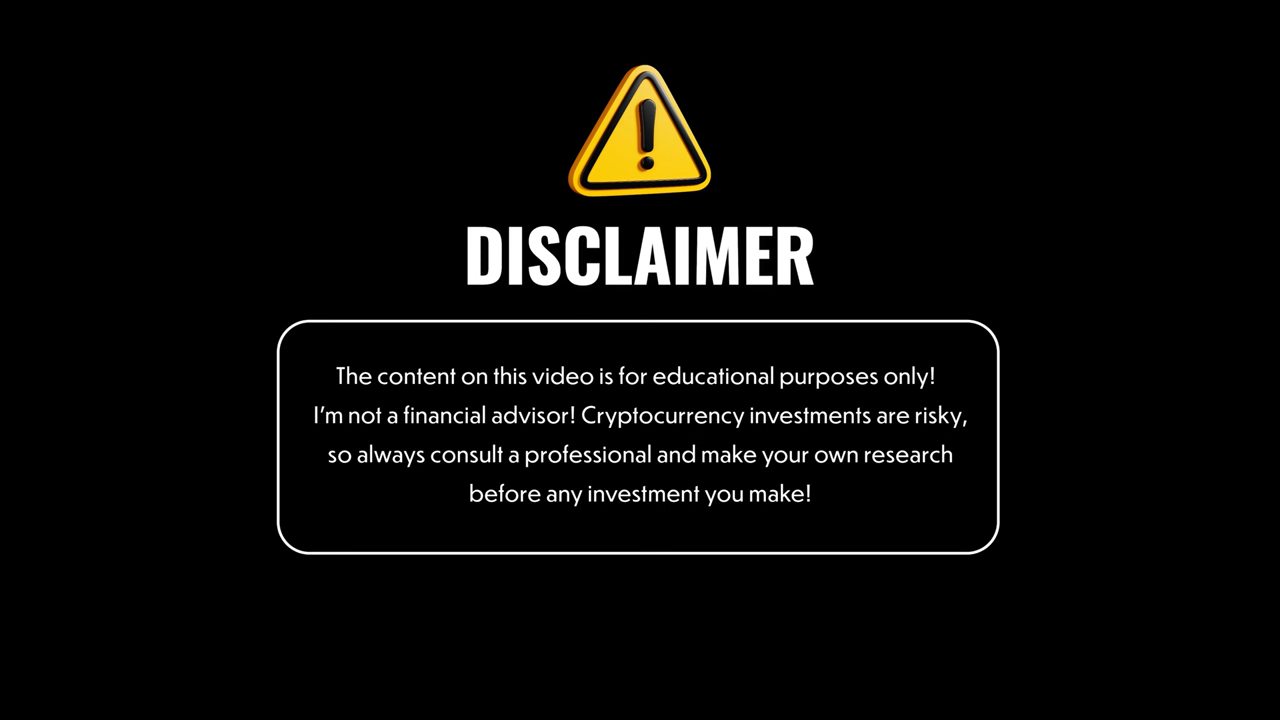 DISCLAIMER
The content on this video is for educational purposes only!
I'm not a financial advisor! Cryptocurrency investments are risky,
so always consult a professional and make your own research
before any investment you make!